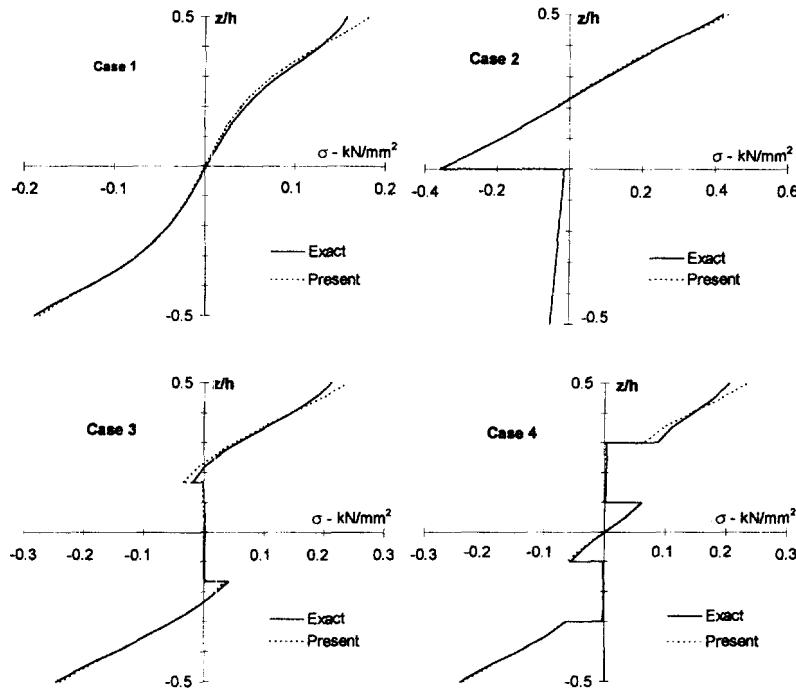 0.5 z/h
Case 1
σ - kN/mm²
-0.2 -0.1 0 0.1 0.2
Exact
Present
-0.5
0.5 z/h
Case 2
σ - kN/mm²
-0.4 -0.2 0 0.2 0.4 0.6
Exact
Present
-0.5
0.5 z/h
Case 3
σ - kN/mm²
-0.3 -0.2 -0.1 0 0.1 0.2 0.3
Exact
Present
-0.5
0.5 z/h
Case 4
σ - kN/mm²
-0.3 -0.2 -0.1 0 0.1 0.2 0.3
Exact
Present
-0.5